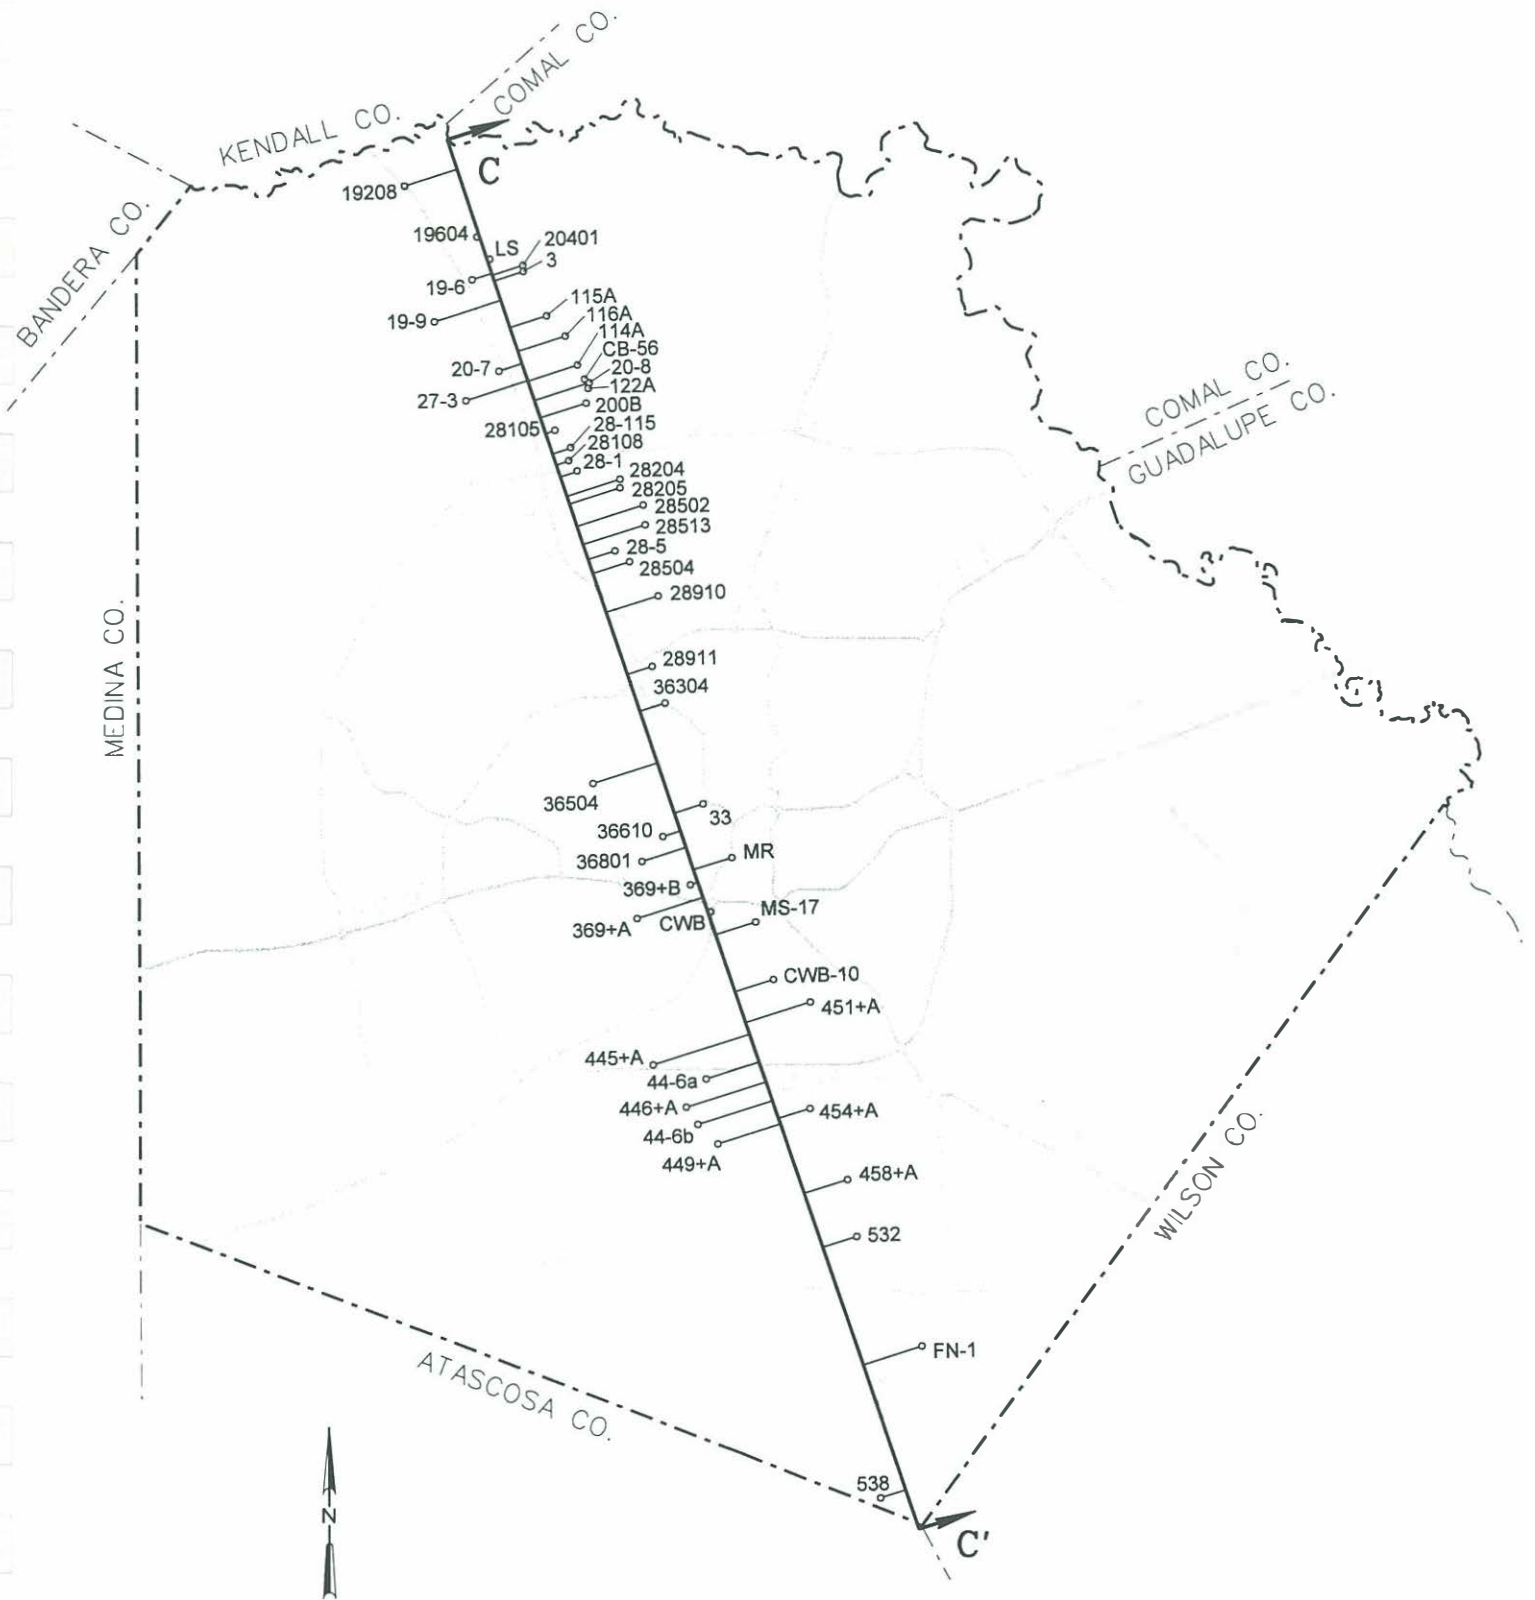 COMAL CO.
KENDALL CO.
C
19208
BANDERA CO.
19604
LS
20401
3
19-6
115A
19-9
116A
114A
CB-56
20-7
20-8
122A
27-3
200B
28-115
28105
28108
28-1
28204
28205
28502
28513
28-5
28504
28910
28911
36304
COMAL CO.
GUADALUPE CO.
MEDINA CO.
36504
33
36610
MR
36801
369+B
MS-17
369+A
CWB
CWB-10
451+A
445+A
44-6a
446+A
454+A
44-6b
449+A
458+A
532
WILSON CO.
FN-1
ATASCOSA CO.
538
N
C'